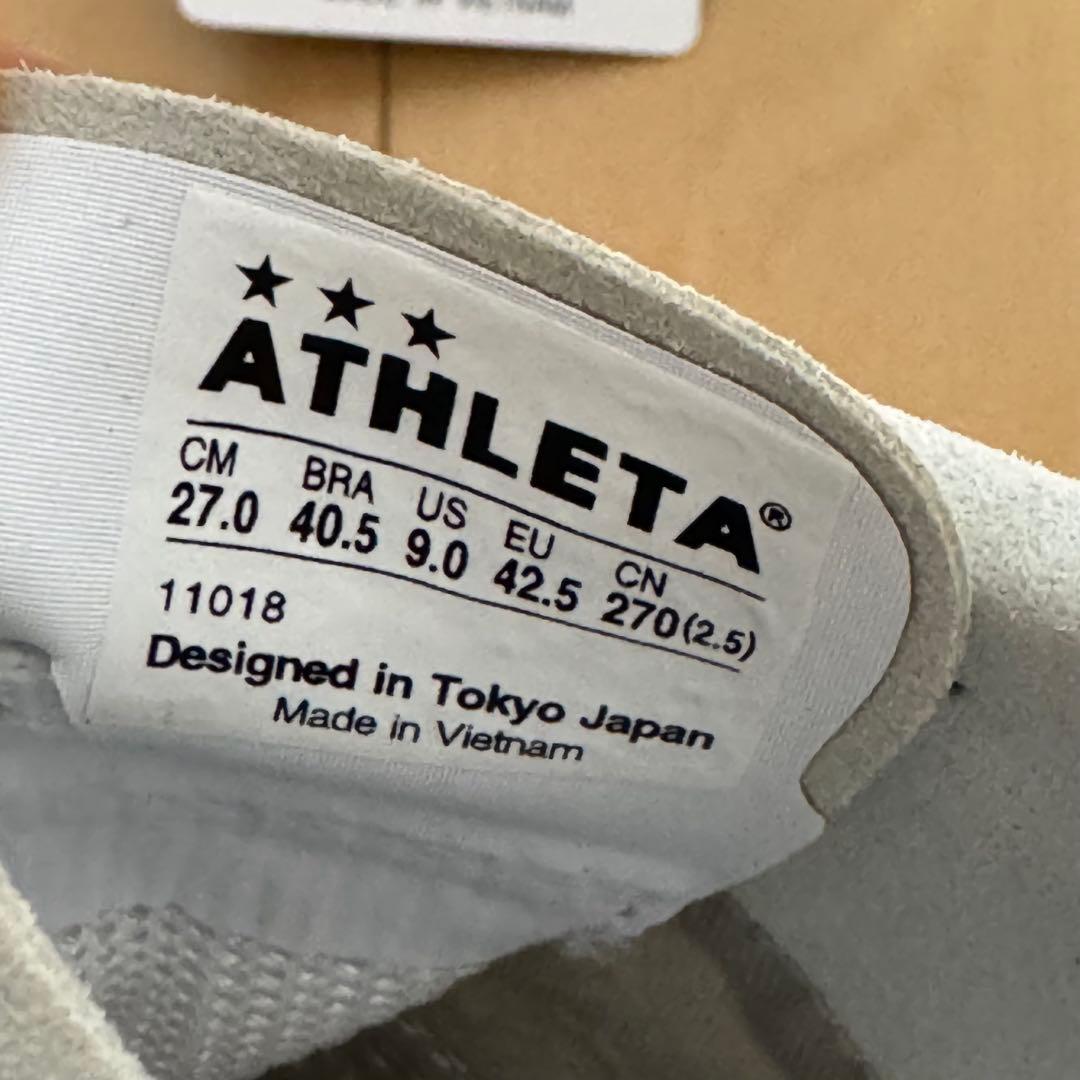 ★★★
ATHLETA®
CM BRA US EU CN
27.0 40.5 9.0 42.5 270(2.5)
11018
Designed in Tokyo Japan
Made in Vietnam